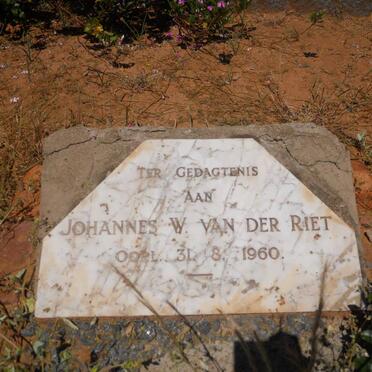 TER GEDAGTENIS
AAN
JOHANNES W. VAN DER RIET
OORL. 31. 8. 1960.